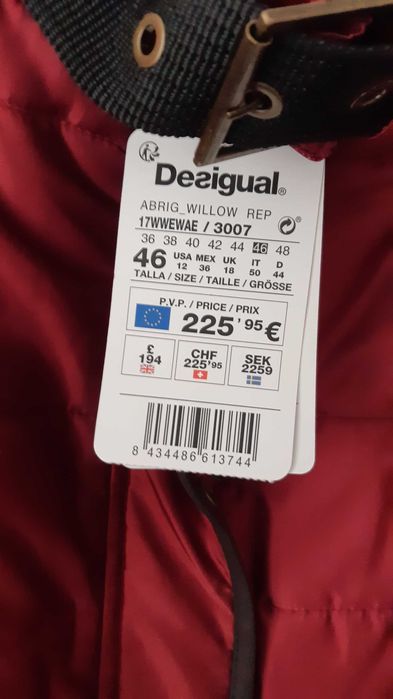 Desigual®
ABRIG_WILLOW REP
17WWEWAE / 3007
36 38 40 42 44 46 48
46 USA 12 MEX 36 UK 18 IT 50 D 44
TALLA / SIZE / TAILLE / GRÖSSE
P.V.P. / PRICE / PRIX
225'95€
£ 194
CHF 225'95
SEK 2259
8 434486 613744